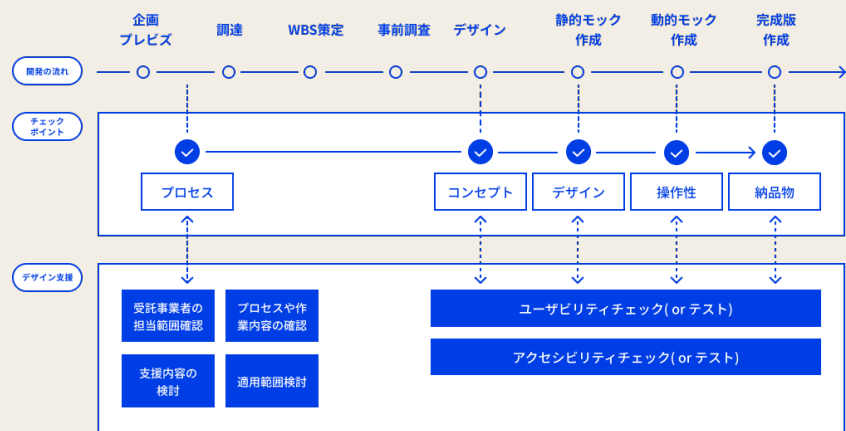 企画
プレビズ
調達
WBS策定
事前調査
デザイン
静的モック
作成
動的モック
作成
完成版
作成
開発の流れ
チェック
ポイント
プロセス
コンセプト
デザイン
操作性
納品物
デザイン支援
受託事業者の
担当範囲確認
プロセスや作
業内容の確認
支援内容の
検討
適用範囲検討
ユーザビリティチェック( or テスト)
アクセシビリティチェック( or テスト)